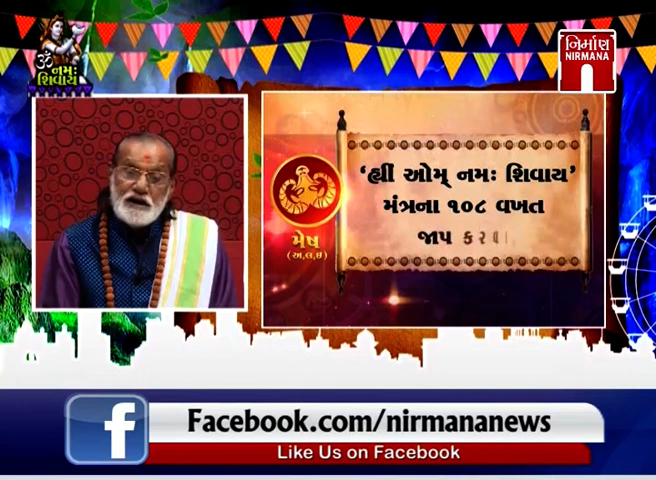 ૐ નમઃ
શિવાય
નિર્માણ
NIRMANA
'હ્રીં ઓમ્ નમઃ શિવાય'
મંત્રના ૧૦૮ વખત
જાપ કરવા
મેષ
(અ,લ,ઇ)
Facebook.com/nirmananews
Like Us on Facebook